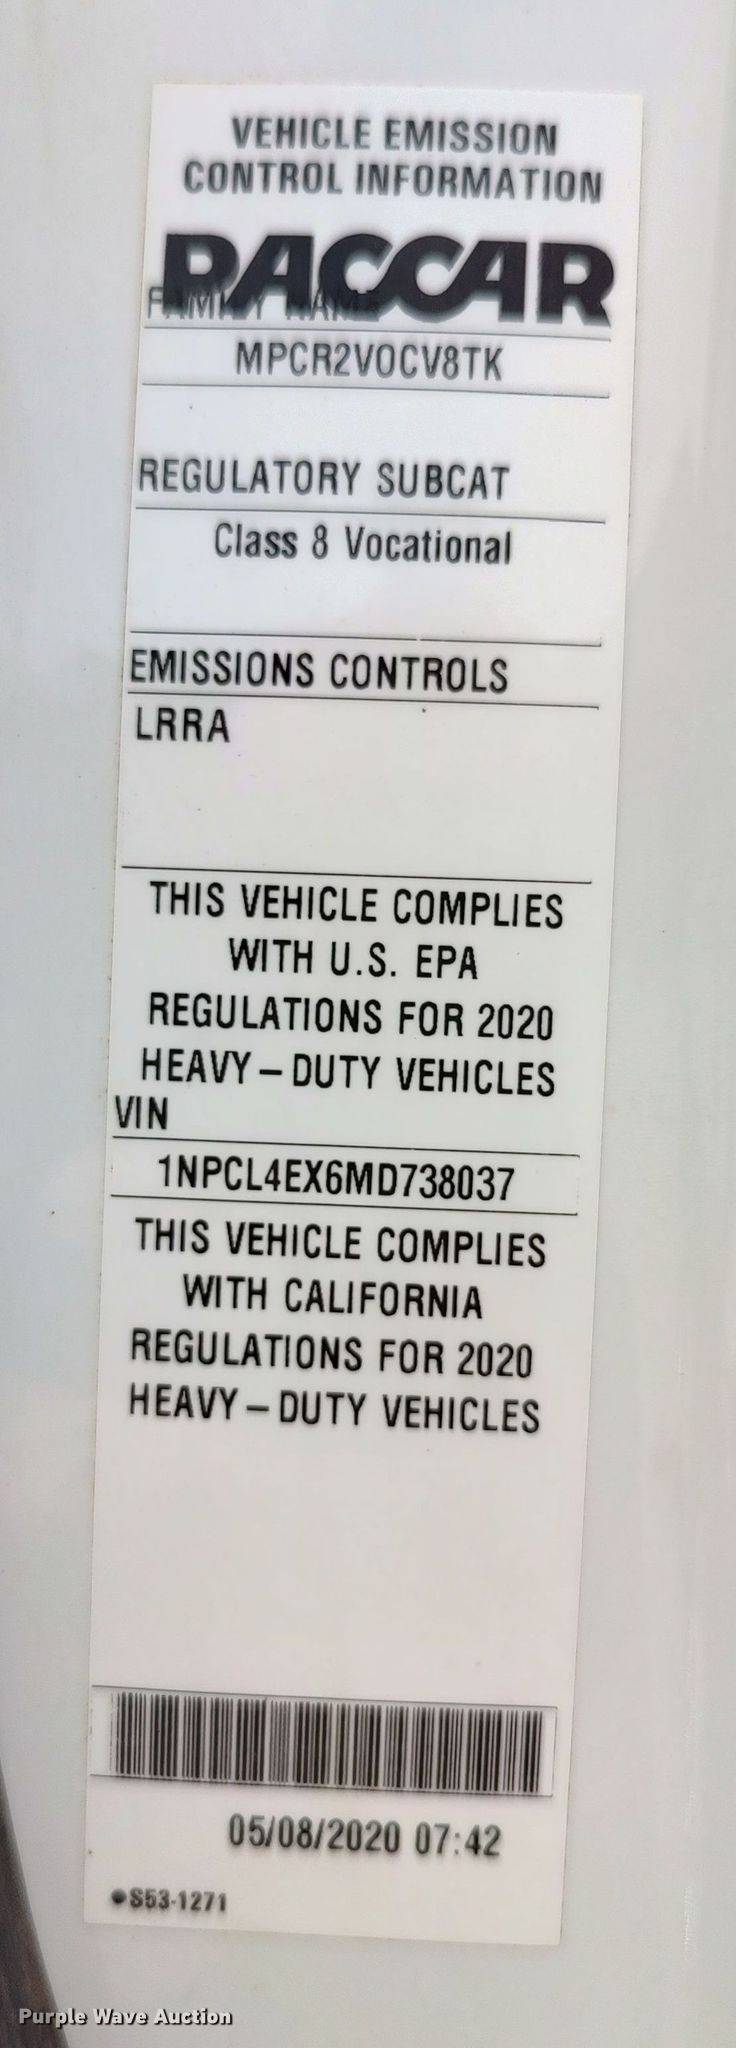 VEHICLE EMISSION
CONTROL INFORMATION
PACCAR
FAMILY NAME
MPCR2VOCV8TK
REGULATORY SUBCAT
Class 8 Vocational
EMISSIONS CONTROLS
LRRA
THIS VEHICLE COMPLIES
WITH U.S. EPA
REGULATIONS FOR 2020
HEAVY-DUTY VEHICLES
VIN
1NPCL4EX6MD738037
THIS VEHICLE COMPLIES
WITH CALIFORNIA
REGULATIONS FOR 2020
HEAVY-DUTY VEHICLES
05/08/2020 07:42
●S53-1271
Purple Wave Auction